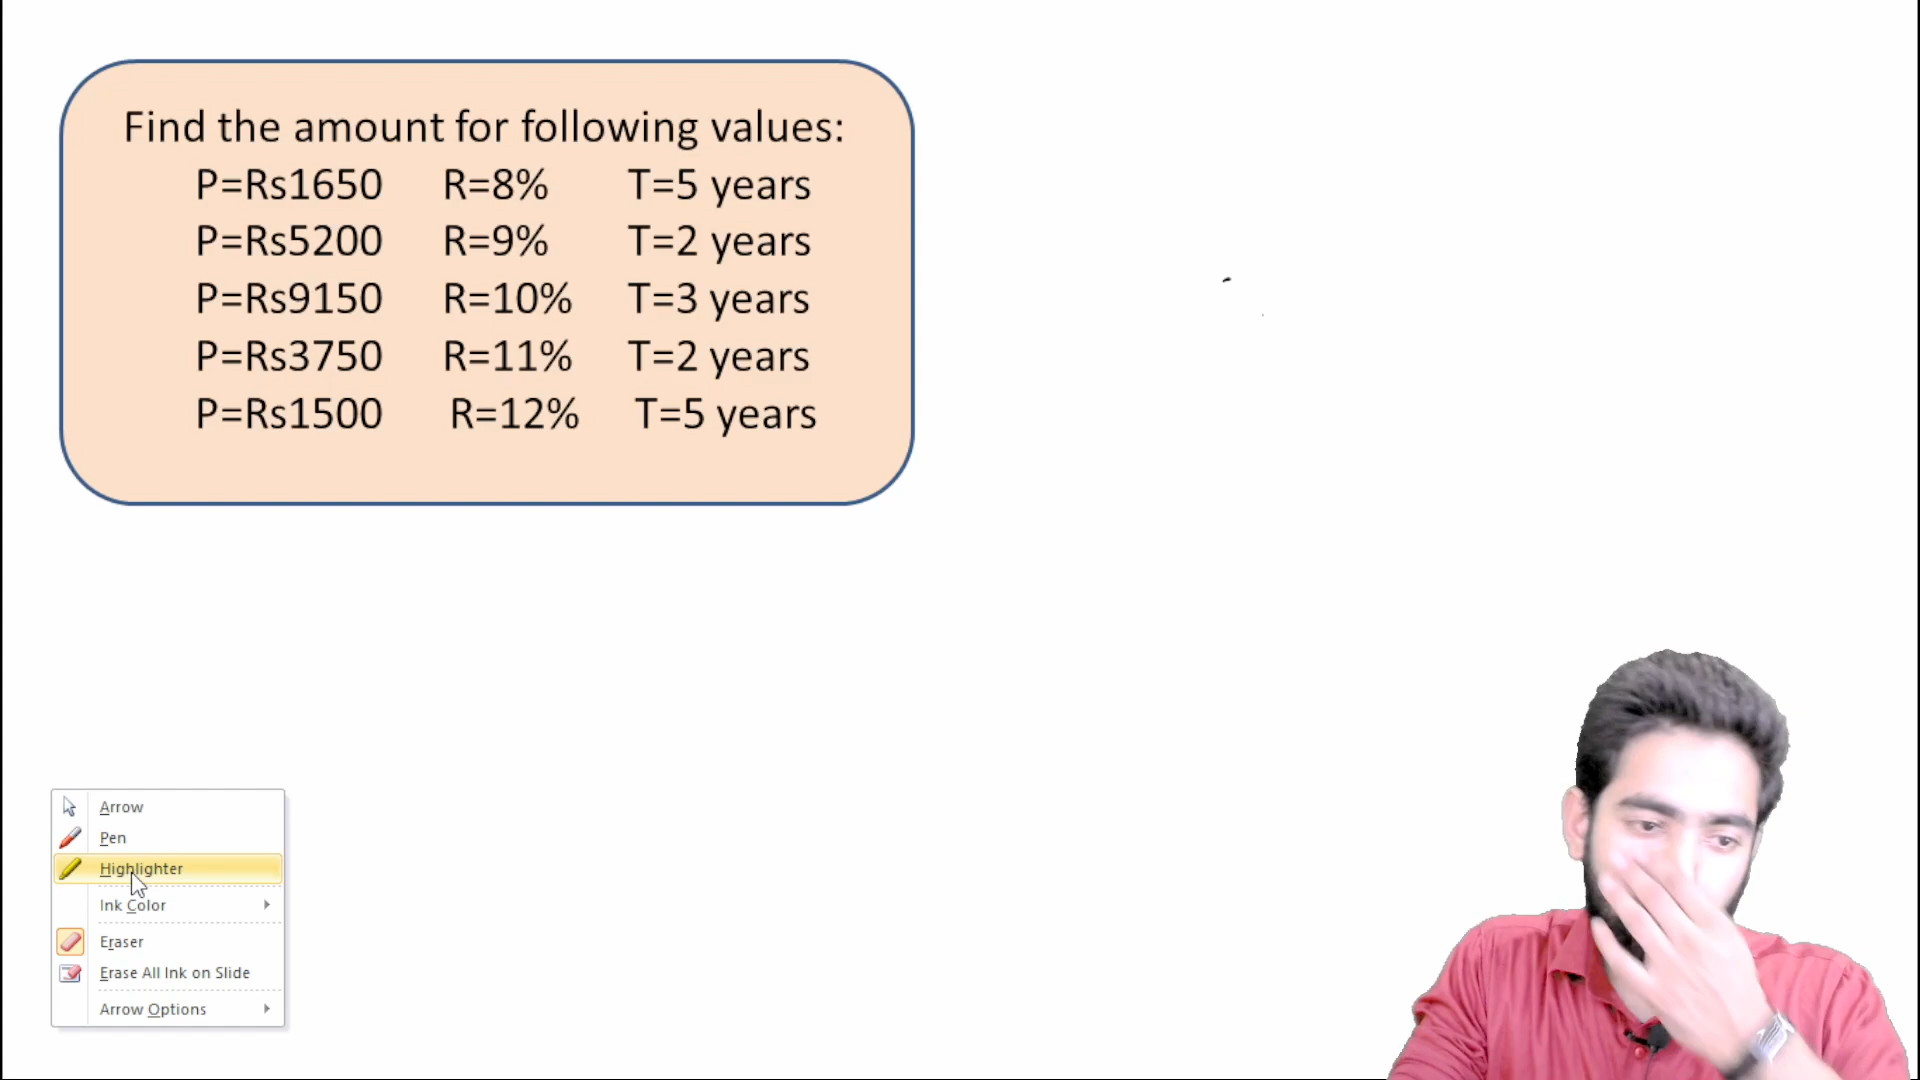 Find the amount for following values:
P=Rs1650 R=8% T=5 years
P=Rs5200 R=9% T=2 years
P=Rs9150 R=10% T=3 years
P=Rs3750 R=11% T=2 years
P=Rs1500 R=12% T=5 years
Arrow
Pen
Highlighter
Ink Color
Eraser
Erase All Ink on Slide
Arrow Options